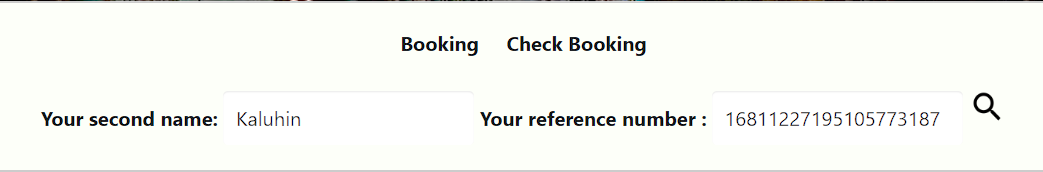 Booking Check Booking
Your second name: Kaluhin Your reference number : 16811227195105773187